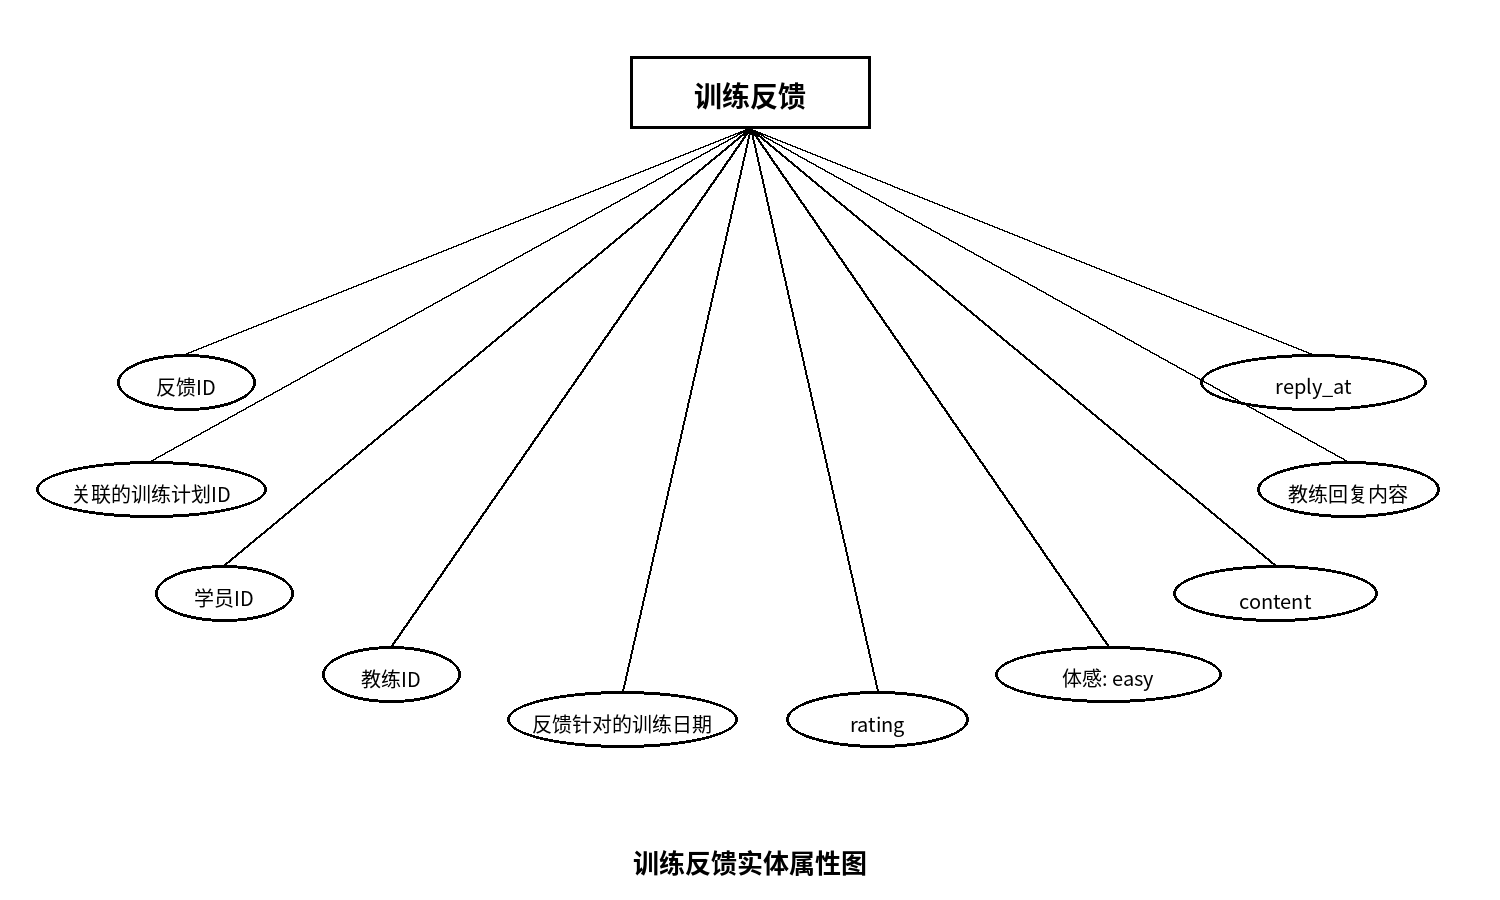 训练反馈
反馈ID
reply_at
关联的训练计划ID
教练回复内容
学员ID
content
教练ID
体感: easy
反馈针对的训练日期
rating
训练反馈实体属性图